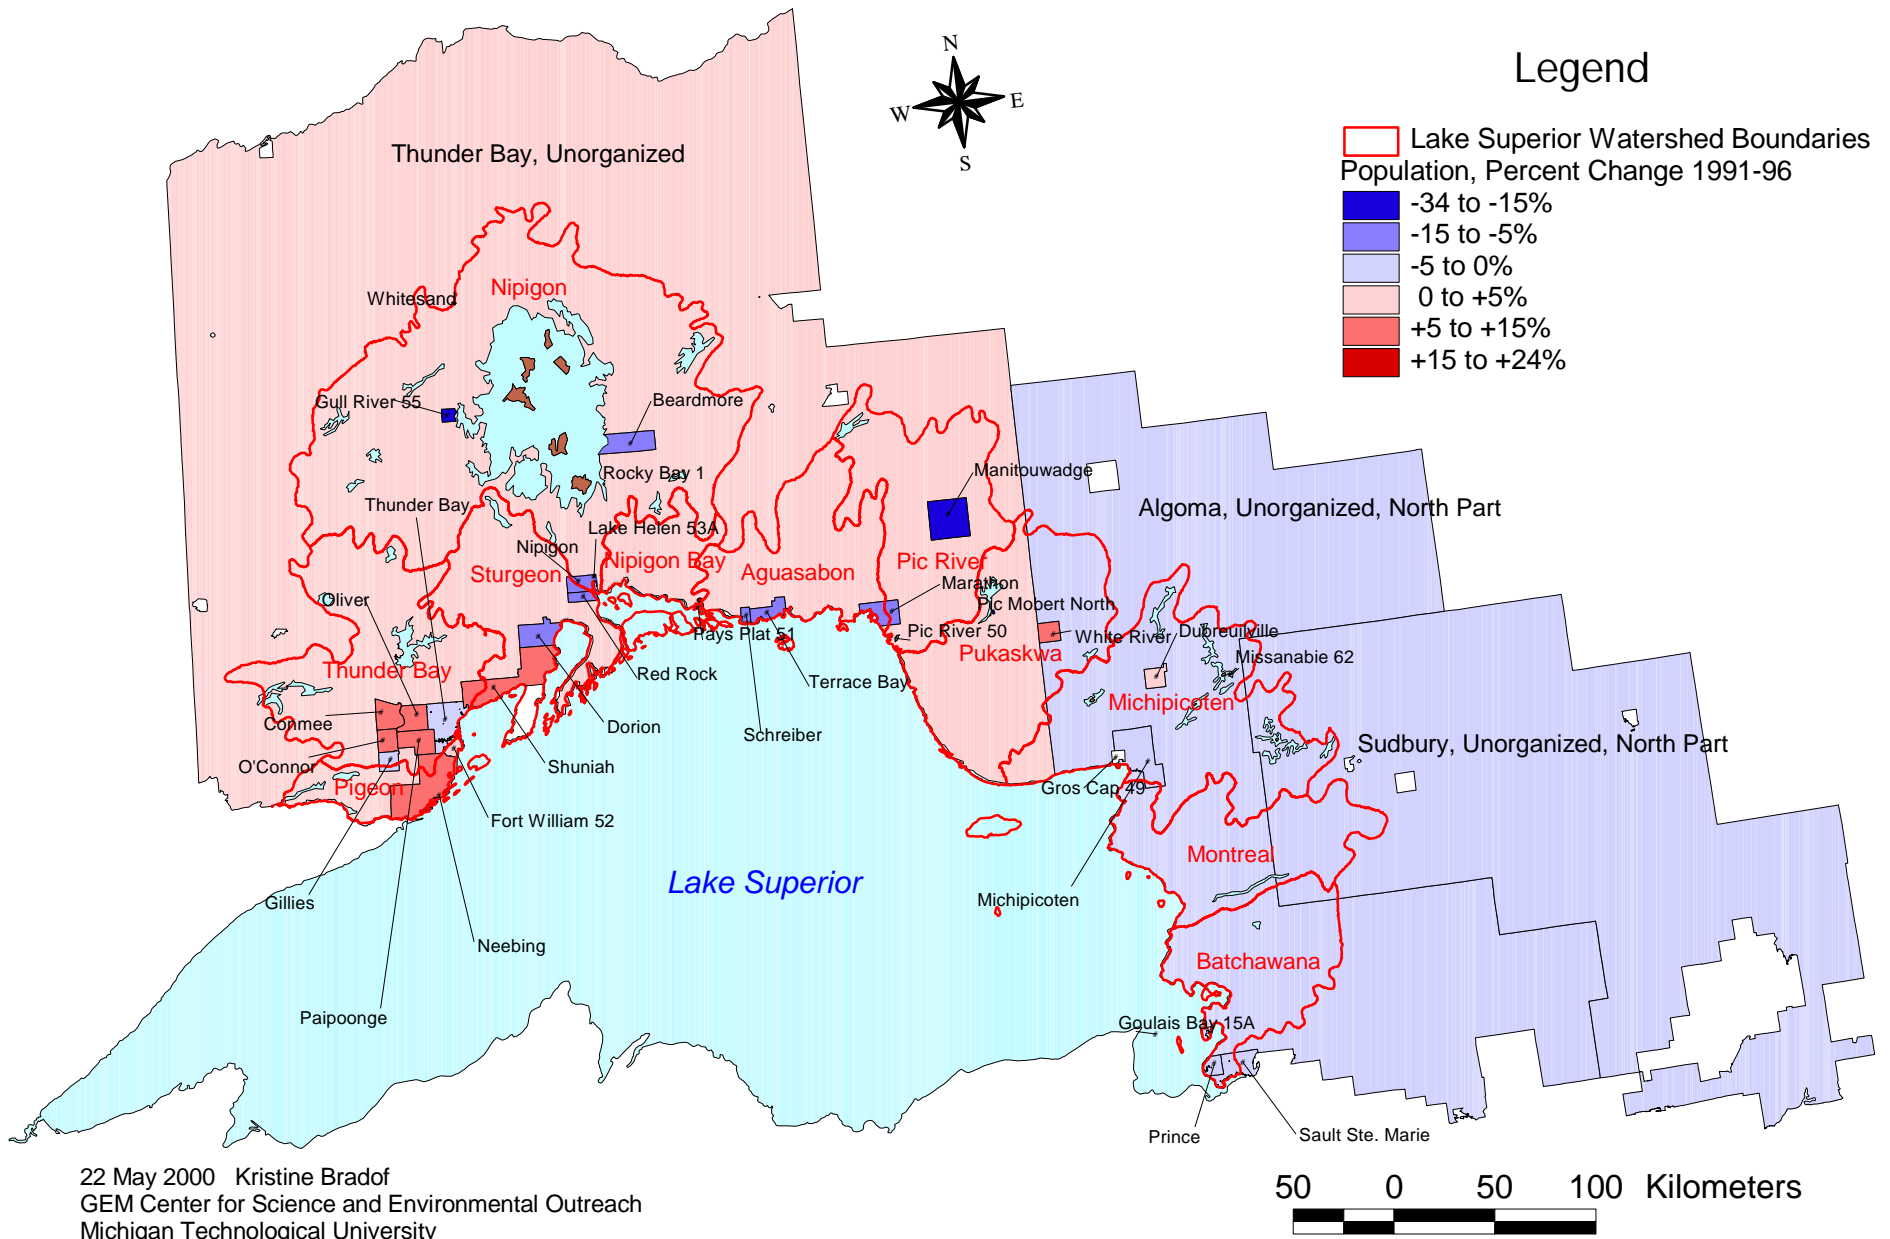 N
W
E
S
Legend
Lake Superior Watershed Boundaries
Population, Percent Change 1991-96
-34 to -15%
-15 to -5%
-5 to 0%
0 to +5%
+5 to +15%
+15 to +24%
Thunder Bay, Unorganized
Nipigon
Whitesand
Gull River 55
Beardmore
Rocky Bay 1
Manitouwadge
Thunder Bay
Lake Helen 53A
Nipigon
Nipigon Bay
Sturgeon
Aguasabon
Pic River
Marathon
Pic Mobert North
Algoma, Unorganized, North Part
Oliver
Pays Plat 51
Pic River 50
White River
Dubreuilville
Pukaskwa
Missanabie 62
Thunder Bay
Red Rock
Terrace Bay
Michipicoten
Conmee
Dorion
Schreiber
Sudbury, Unorganized, North Part
O'Connor
Shuniah
Pigeon
Gros Cap 49
Fort William 52
Montreal
Lake Superior
Gillies
Michipicoten
Neebing
Batchawana
Paipoonge
Goulais Bay 15A
Prince
Sault Ste. Marie
22 May 2000 Kristine Bradof
GEM Center for Science and Environmental Outreach
Michigan Technological University
50 0 50 100 Kilometers